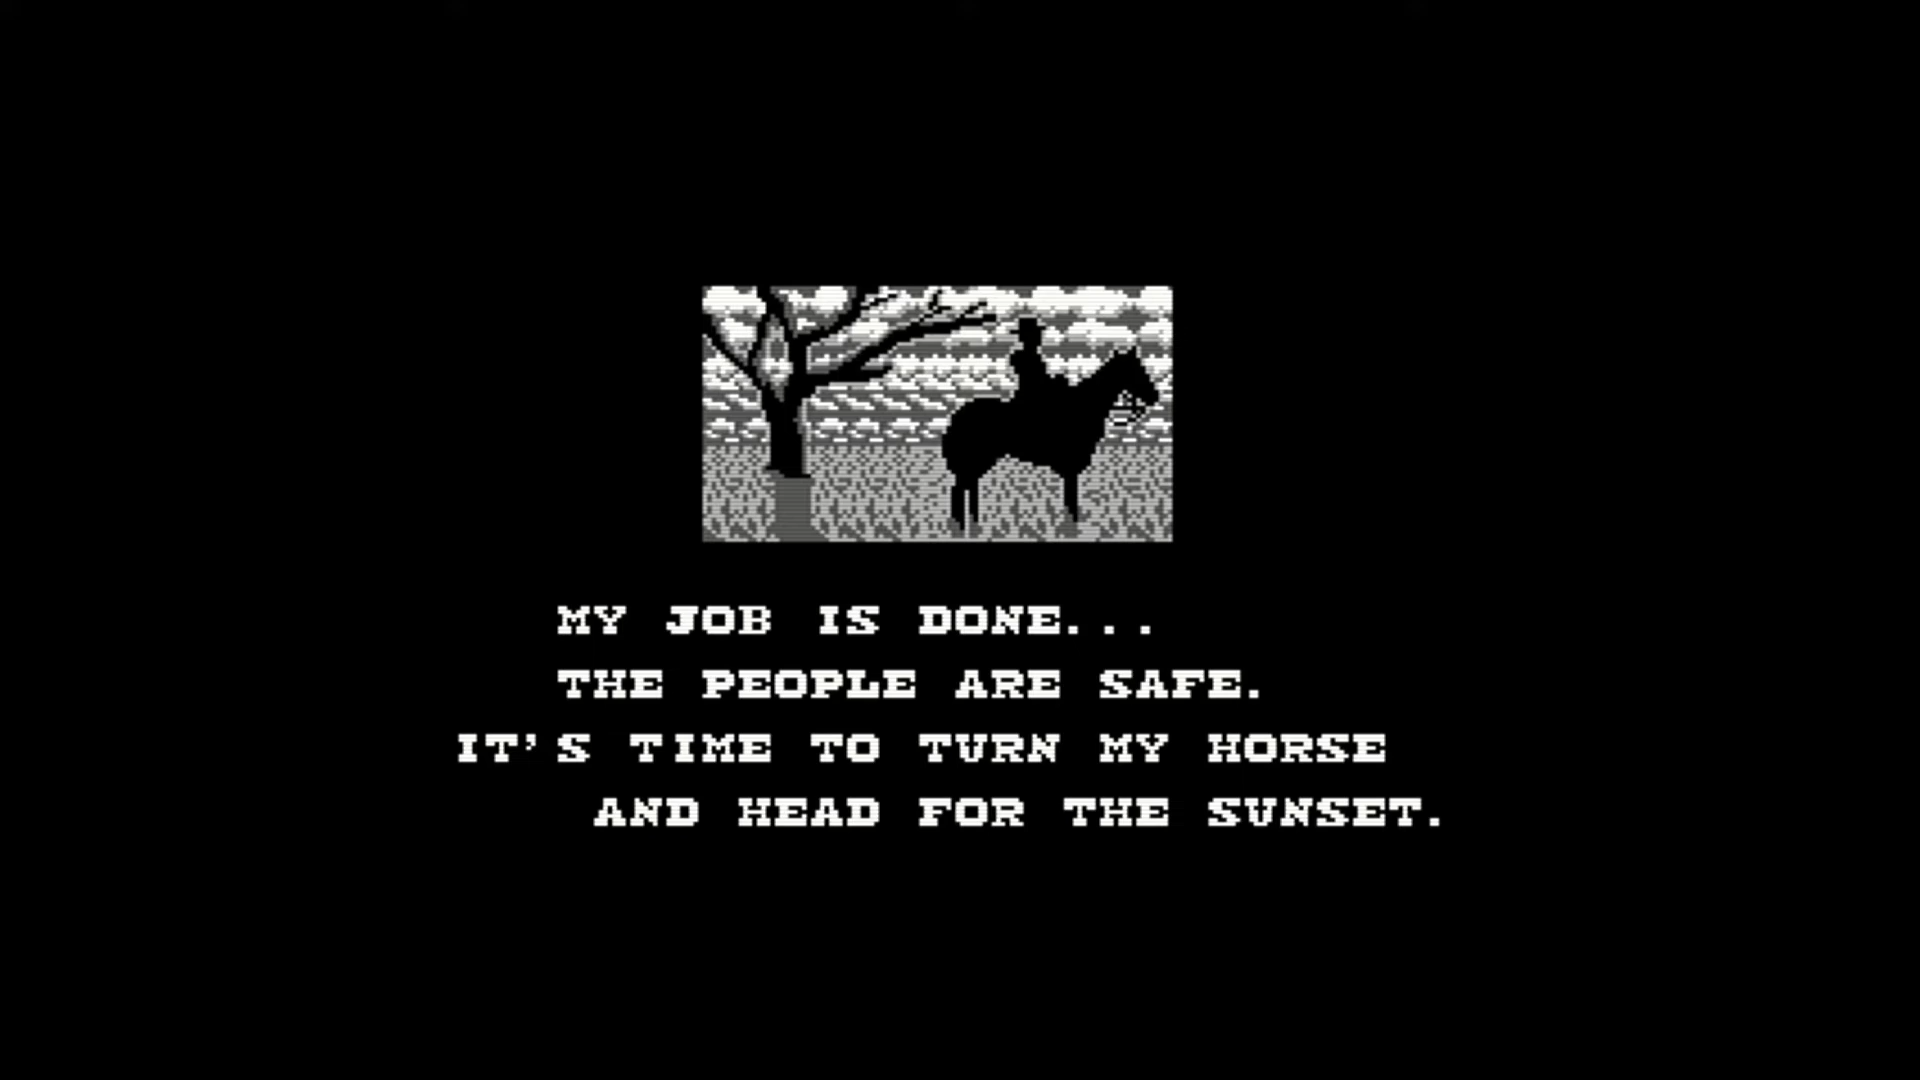 MY JOB IS DONE...
THE PEOPLE ARE SAFE.
IT'S TIME TO TURN MY HORSE
AND HEAD FOR THE SUNSET.